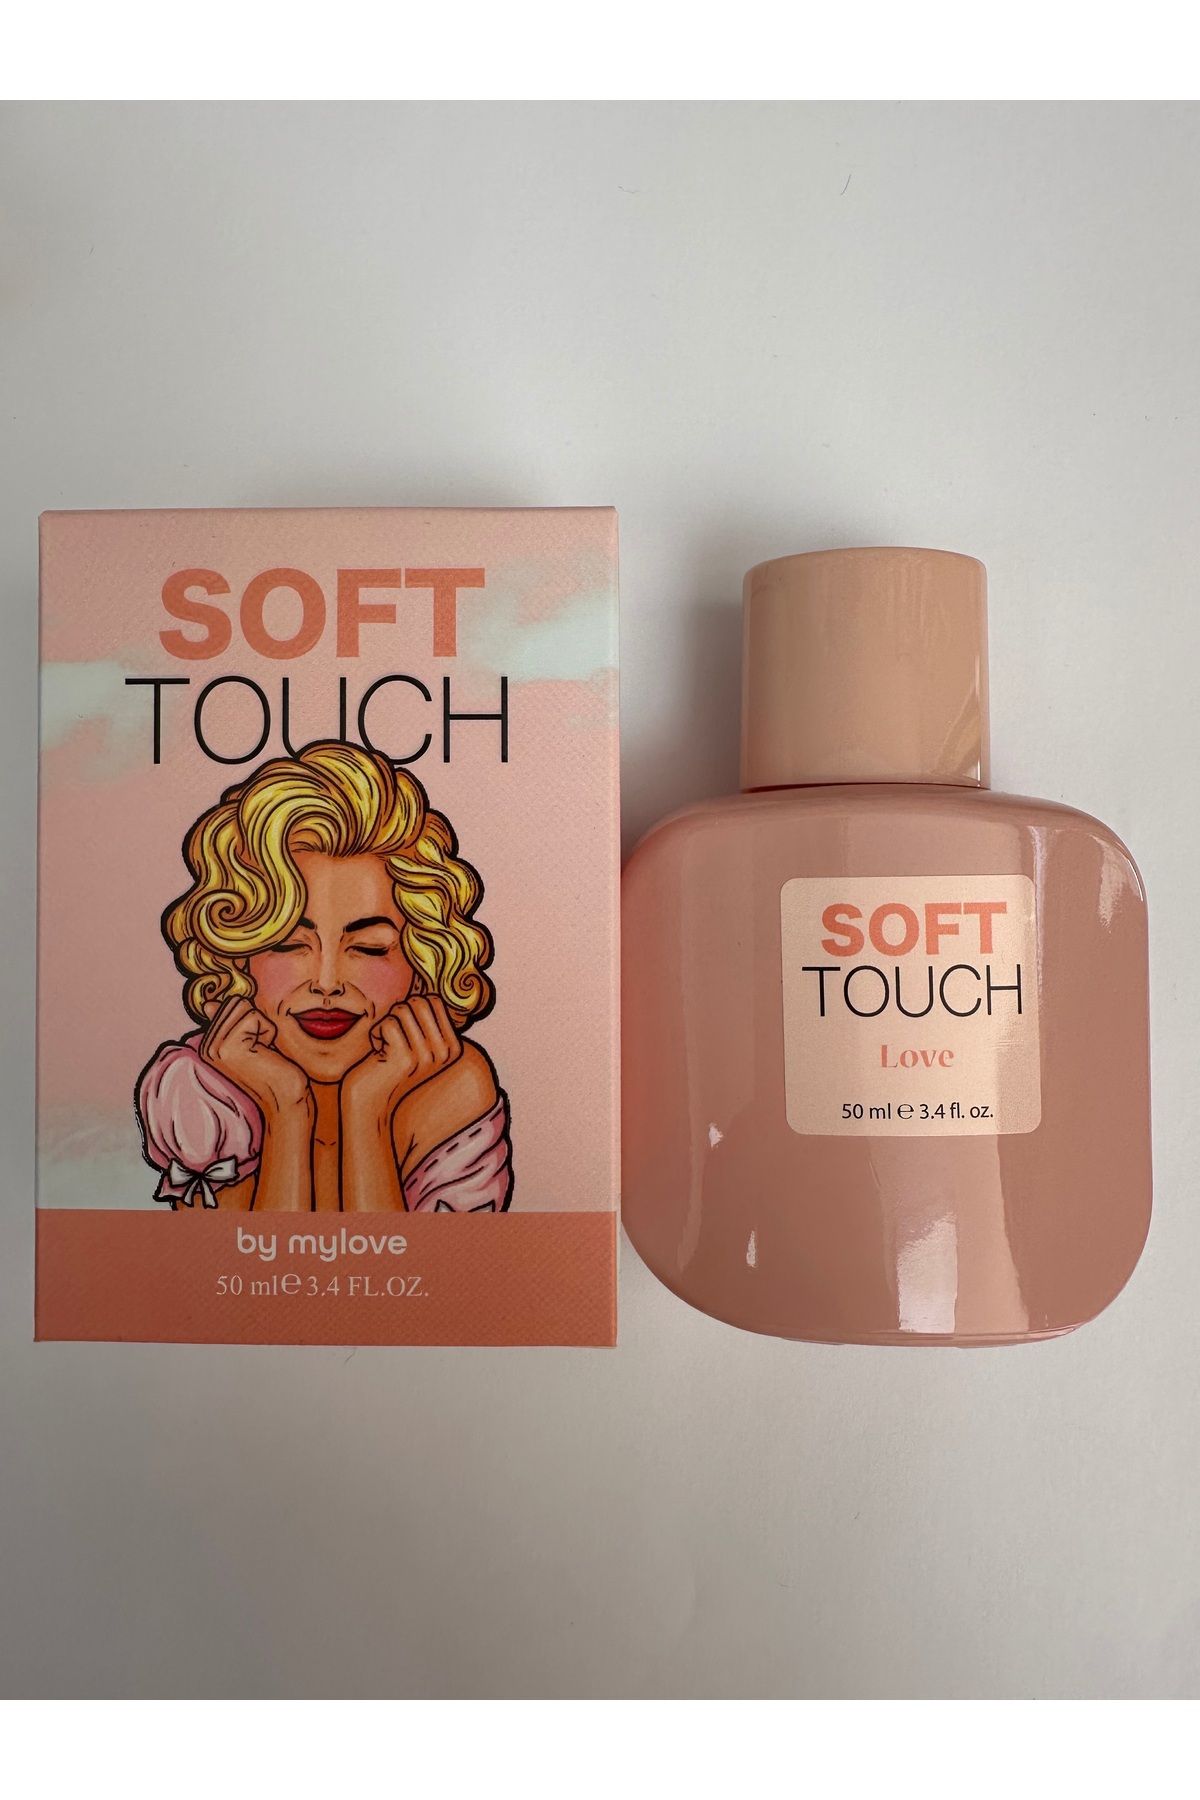 SOFT
TOUCH
by mylove
50 ml℮3.4 FL.OZ.
SOFT
TOUCH
Love
50 ml ℮ 3.4 fl. oz.